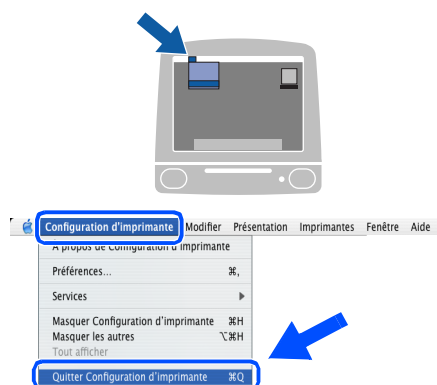 Configuration d'imprimante Modifier Présentation Imprimantes Fenêtre Aide
A propos de Configuration d'imprimante
Préférences... ⌘,
Services ▶
Masquer Configuration d'imprimante ⌘H
Masquer les autres ⌥⌘H
Tout afficher
Quitter Configuration d'imprimante ⌘Q